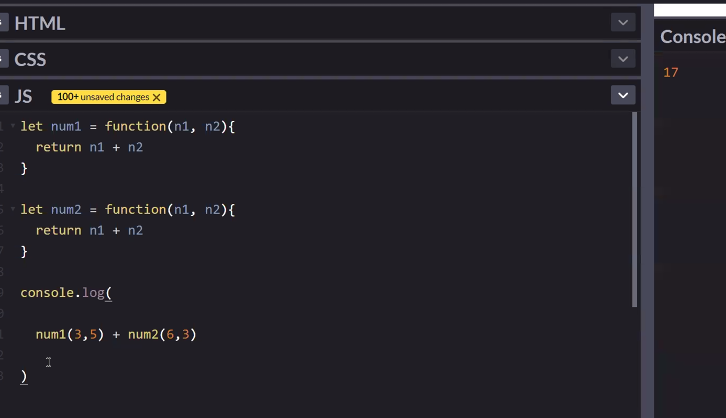 HTML
CSS
JS 100+ unsaved changes ×
let num1 = function(n1, n2){
return n1 + n2
}
let num2 = function(n1, n2){
return n1 + n2
}
console.log(
num1(3,5) + num2(6,3)
)
Console
17